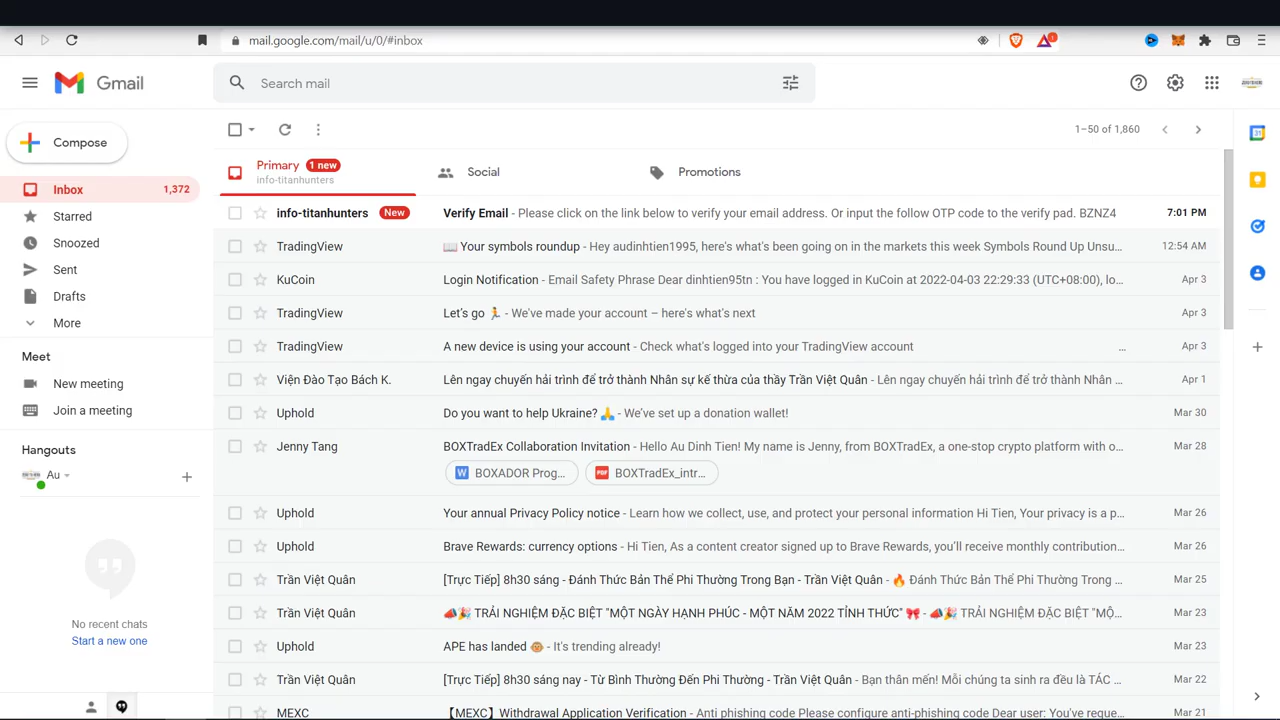 mail.google.com/mail/u/0/#inbox
Gmail
Search mail
Compose
1–50 of 1,860
Primary 1 new
info-titanhunters
Social
Promotions
Inbox 1,372
Starred
Snoozed
Sent
Drafts
More
Meet
New meeting
Join a meeting
Hangouts
Au
No recent chats
Start a new one
info-titanhunters New Verify Email - Please click on the link below to verify your email address. Or input the follow OTP code to the verify pad. BZNZ4 7:01 PM
TradingView 📖 Your symbols roundup - Hey audinhtien1995, here's what's been going on in the markets this week Symbols Round Up Unsu… 12:54 AM
KuCoin Login Notification - Email Safety Phrase Dear dinhtien95tn : You have logged in KuCoin at 2022-04-03 22:29:33 (UTC+08:00), lo… Apr 3
TradingView Let's go 🏃 - We've made your account – here's what's next Apr 3
TradingView A new device is using your account - Check what's logged into your TradingView account … Apr 3
Viện Đào Tạo Bách K. Lên ngay chuyến hải trình để trở thành Nhân sự kế thừa của thầy Trần Việt Quân - Lên ngay chuyến hải trình để trở thành Nhân … Apr 1
Uphold Do you want to help Ukraine? 🙏 - We've set up a donation wallet! Mar 30
Jenny Tang BOXTradEx Collaboration Invitation - Hello Au Dinh Tien! My name is Jenny, from BOXTradEx, a one-stop crypto platform with o… Mar 28
W BOXADOR Prog… PDF BOXTradEx_intr…
Uphold Your annual Privacy Policy notice - Learn how we collect, use, and protect your personal information Hi Tien, Your privacy is a p… Mar 26
Uphold Brave Rewards: currency options - Hi Tien, As a content creator signed up to Brave Rewards, you'll receive monthly contribution… Mar 26
Trần Việt Quân [Trực Tiếp] 8h30 sáng - Đánh Thức Bản Thể Phi Thường Trong Bạn - Trần Việt Quân - 🔥 Đánh Thức Bản Thể Phi Thường Trong … Mar 25
Trần Việt Quân 📣🎉 TRẢI NGHIỆM ĐẶC BIỆT "MỘT NGÀY HẠNH PHÚC - MỘT NĂM 2022 TỈNH THỨC" 🎀 - 📣🎉 TRẢI NGHIỆM ĐẶC BIỆT "MỘ… Mar 23
Uphold APE has landed 🐵 - It's trending already! Mar 23
Trần Việt Quân [Trực Tiếp] 8h30 sáng nay - Từ Bình Thường Đến Phi Thường - Trần Việt Quân - Bạn thân mến! Mỗi chúng ta sinh ra đều là TÁC … Mar 22
MEXC 【MEXC】Withdrawal Application Verification - Anti phishing code Please configure anti-phishing code Dear user: You've reque… Mar 21